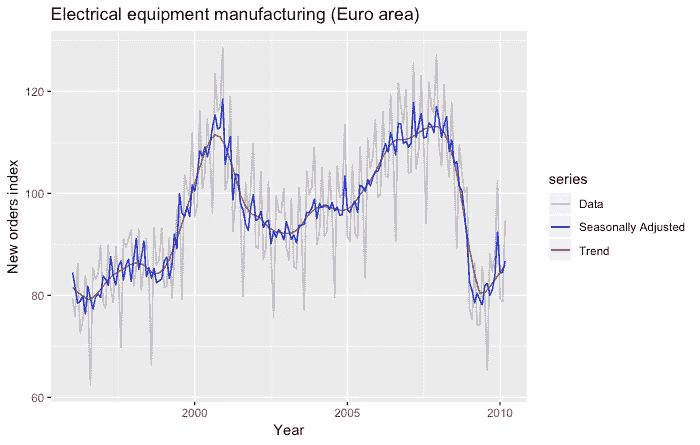 Electrical equipment manufacturing (Euro area)
120
100
80
60
New orders index
2000
2005
2010
Year
series
Data
Seasonally Adjusted
Trend